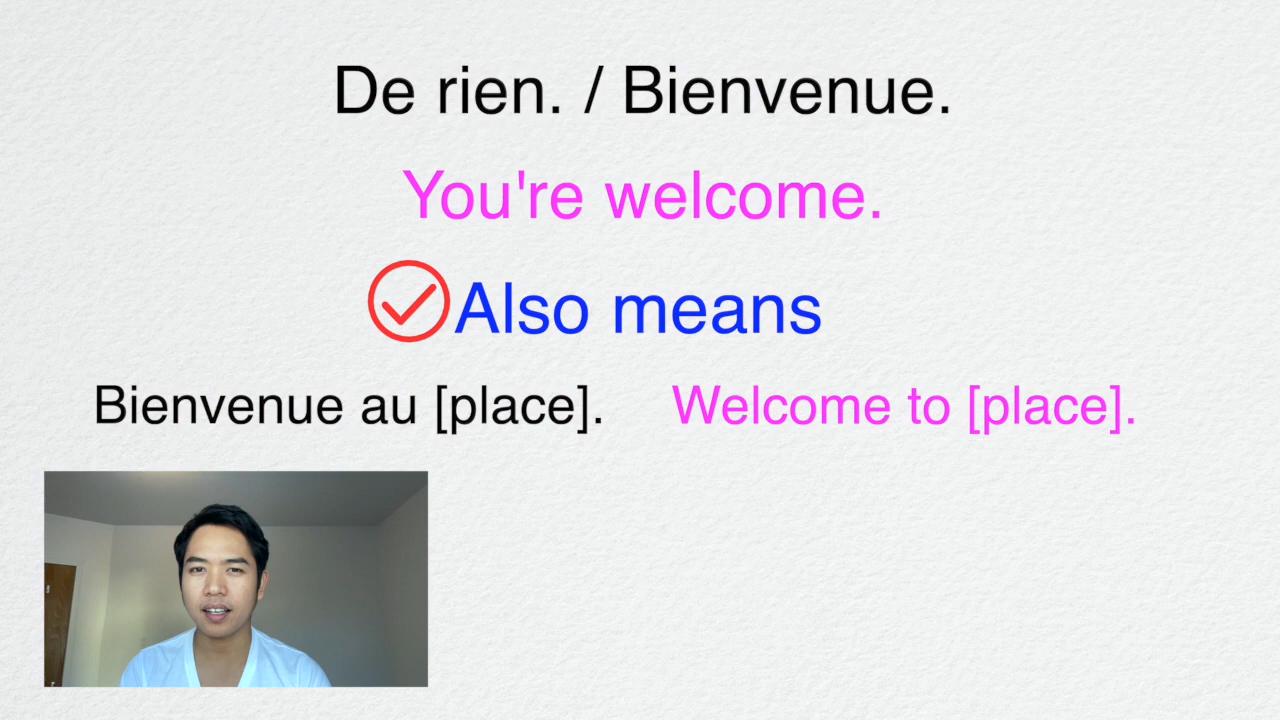 De rien. / Bienvenue.
You're welcome.
Also means
Bienvenue au [place]. Welcome to [place].